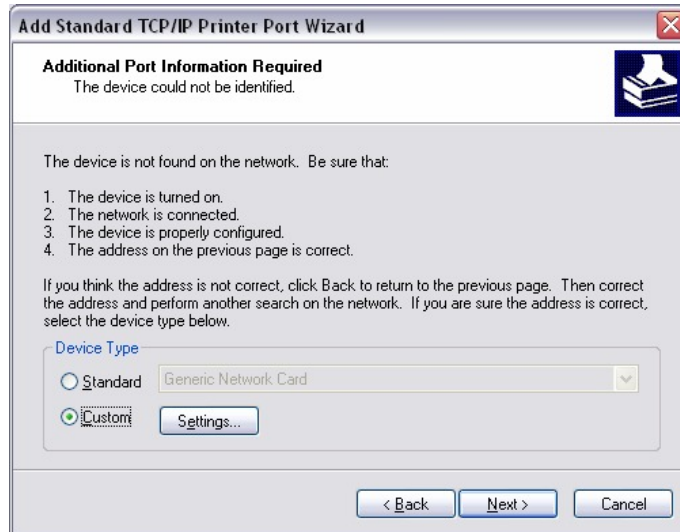 Add Standard TCP/IP Printer Port Wizard
Additional Port Information Required
The device could not be identified.
The device is not found on the network. Be sure that:
1. The device is turned on.
2. The network is connected.
3. The device is properly configured.
4. The address on the previous page is correct.
If you think the address is not correct, click Back to return to the previous page. Then correct
the address and perform another search on the network. If you are sure the address is correct,
select the device type below.
Device Type
Standard
Generic Network Card
Custom
Settings...
< Back
Next >
Cancel